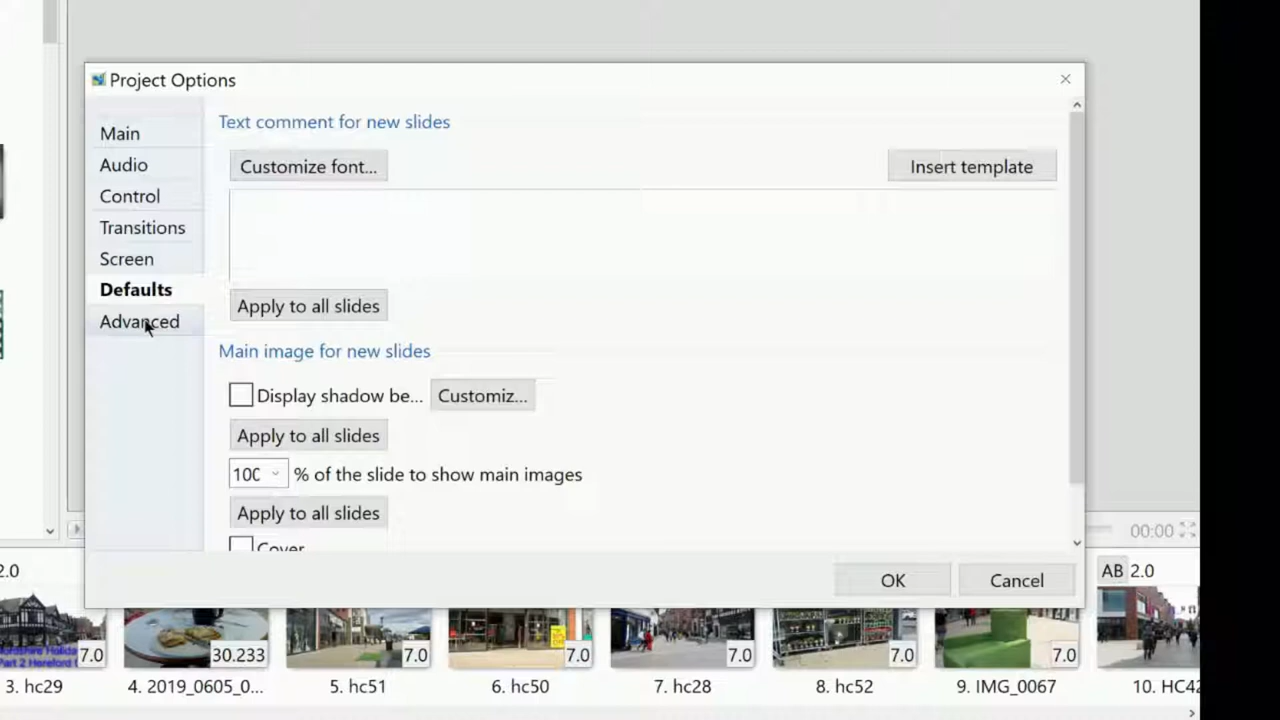 Project Options
Main
Audio
Control
Transitions
Screen
Defaults
Advanced
Text comment for new slides
Customize font...
Insert template
Apply to all slides
Main image for new slides
Display shadow be...
Customiz...
Apply to all slides
100 % of the slide to show main images
Apply to all slides
Cover
OK
Cancel
00:00
2.0
AB 2.0
7.0
30.233
7.0
7.0
7.0
7.0
7.0
3. hc29
4. 2019_0605_0...
5. hc51
6. hc50
7. hc28
8. hc52
9. IMG_0067
10. HC42